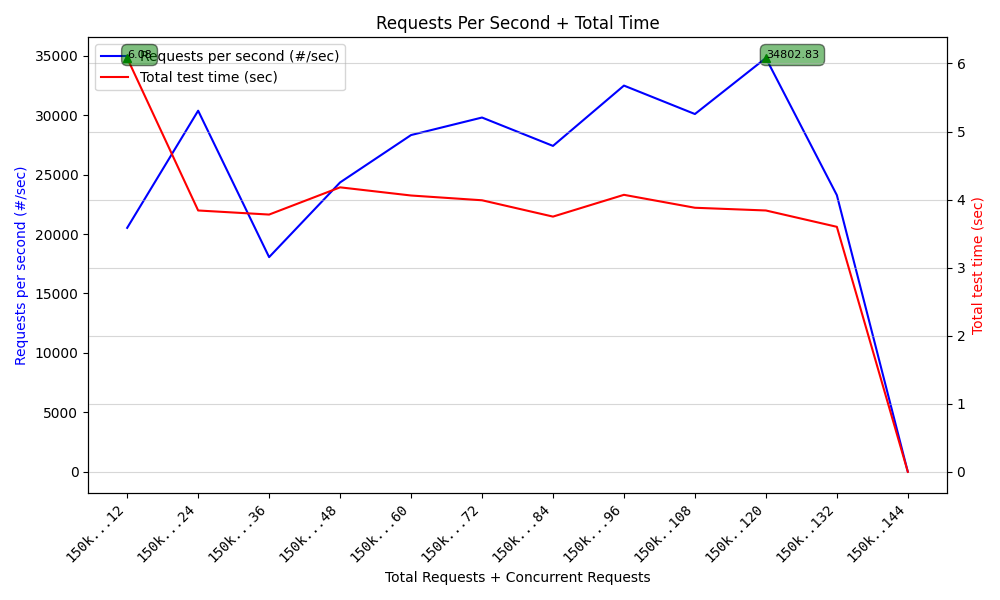 Requests Per Second + Total Time
Requests per second (#/sec)
Total test time (sec)
6.08
34802.83
35000
30000
25000
20000
15000
10000
5000
0
6
5
4
3
2
1
0
Requests per second (#/sec)
Total test time (sec)
150k...12
150k...24
150k...36
150k...48
150k...60
150k...72
150k...84
150k...96
150k..108
150k..120
150k..132
150k..144
Total Requests + Concurrent Requests